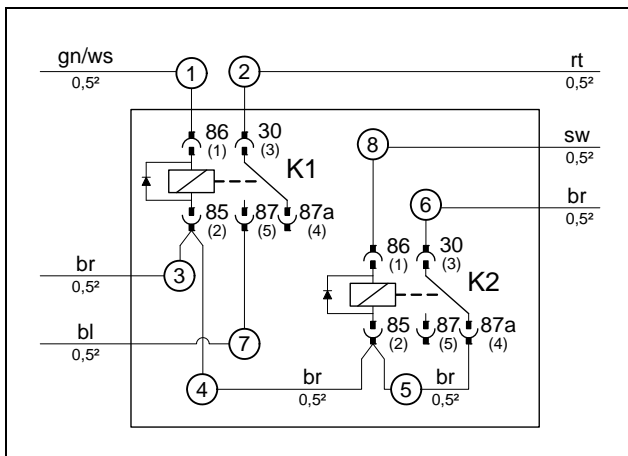 gn/ws
0,5²
1
2
rt
0,5²
86
(1)
30
(3)
K1
8
sw
0,5²
85
(2)
87
(5)
87a
(4)
6
br
0,5²
86
(1)
30
(3)
K2
br
0,5²
3
bl
0,5²
7
85
(2)
87
(5)
87a
(4)
4
br
0,5²
5
br
0,5²